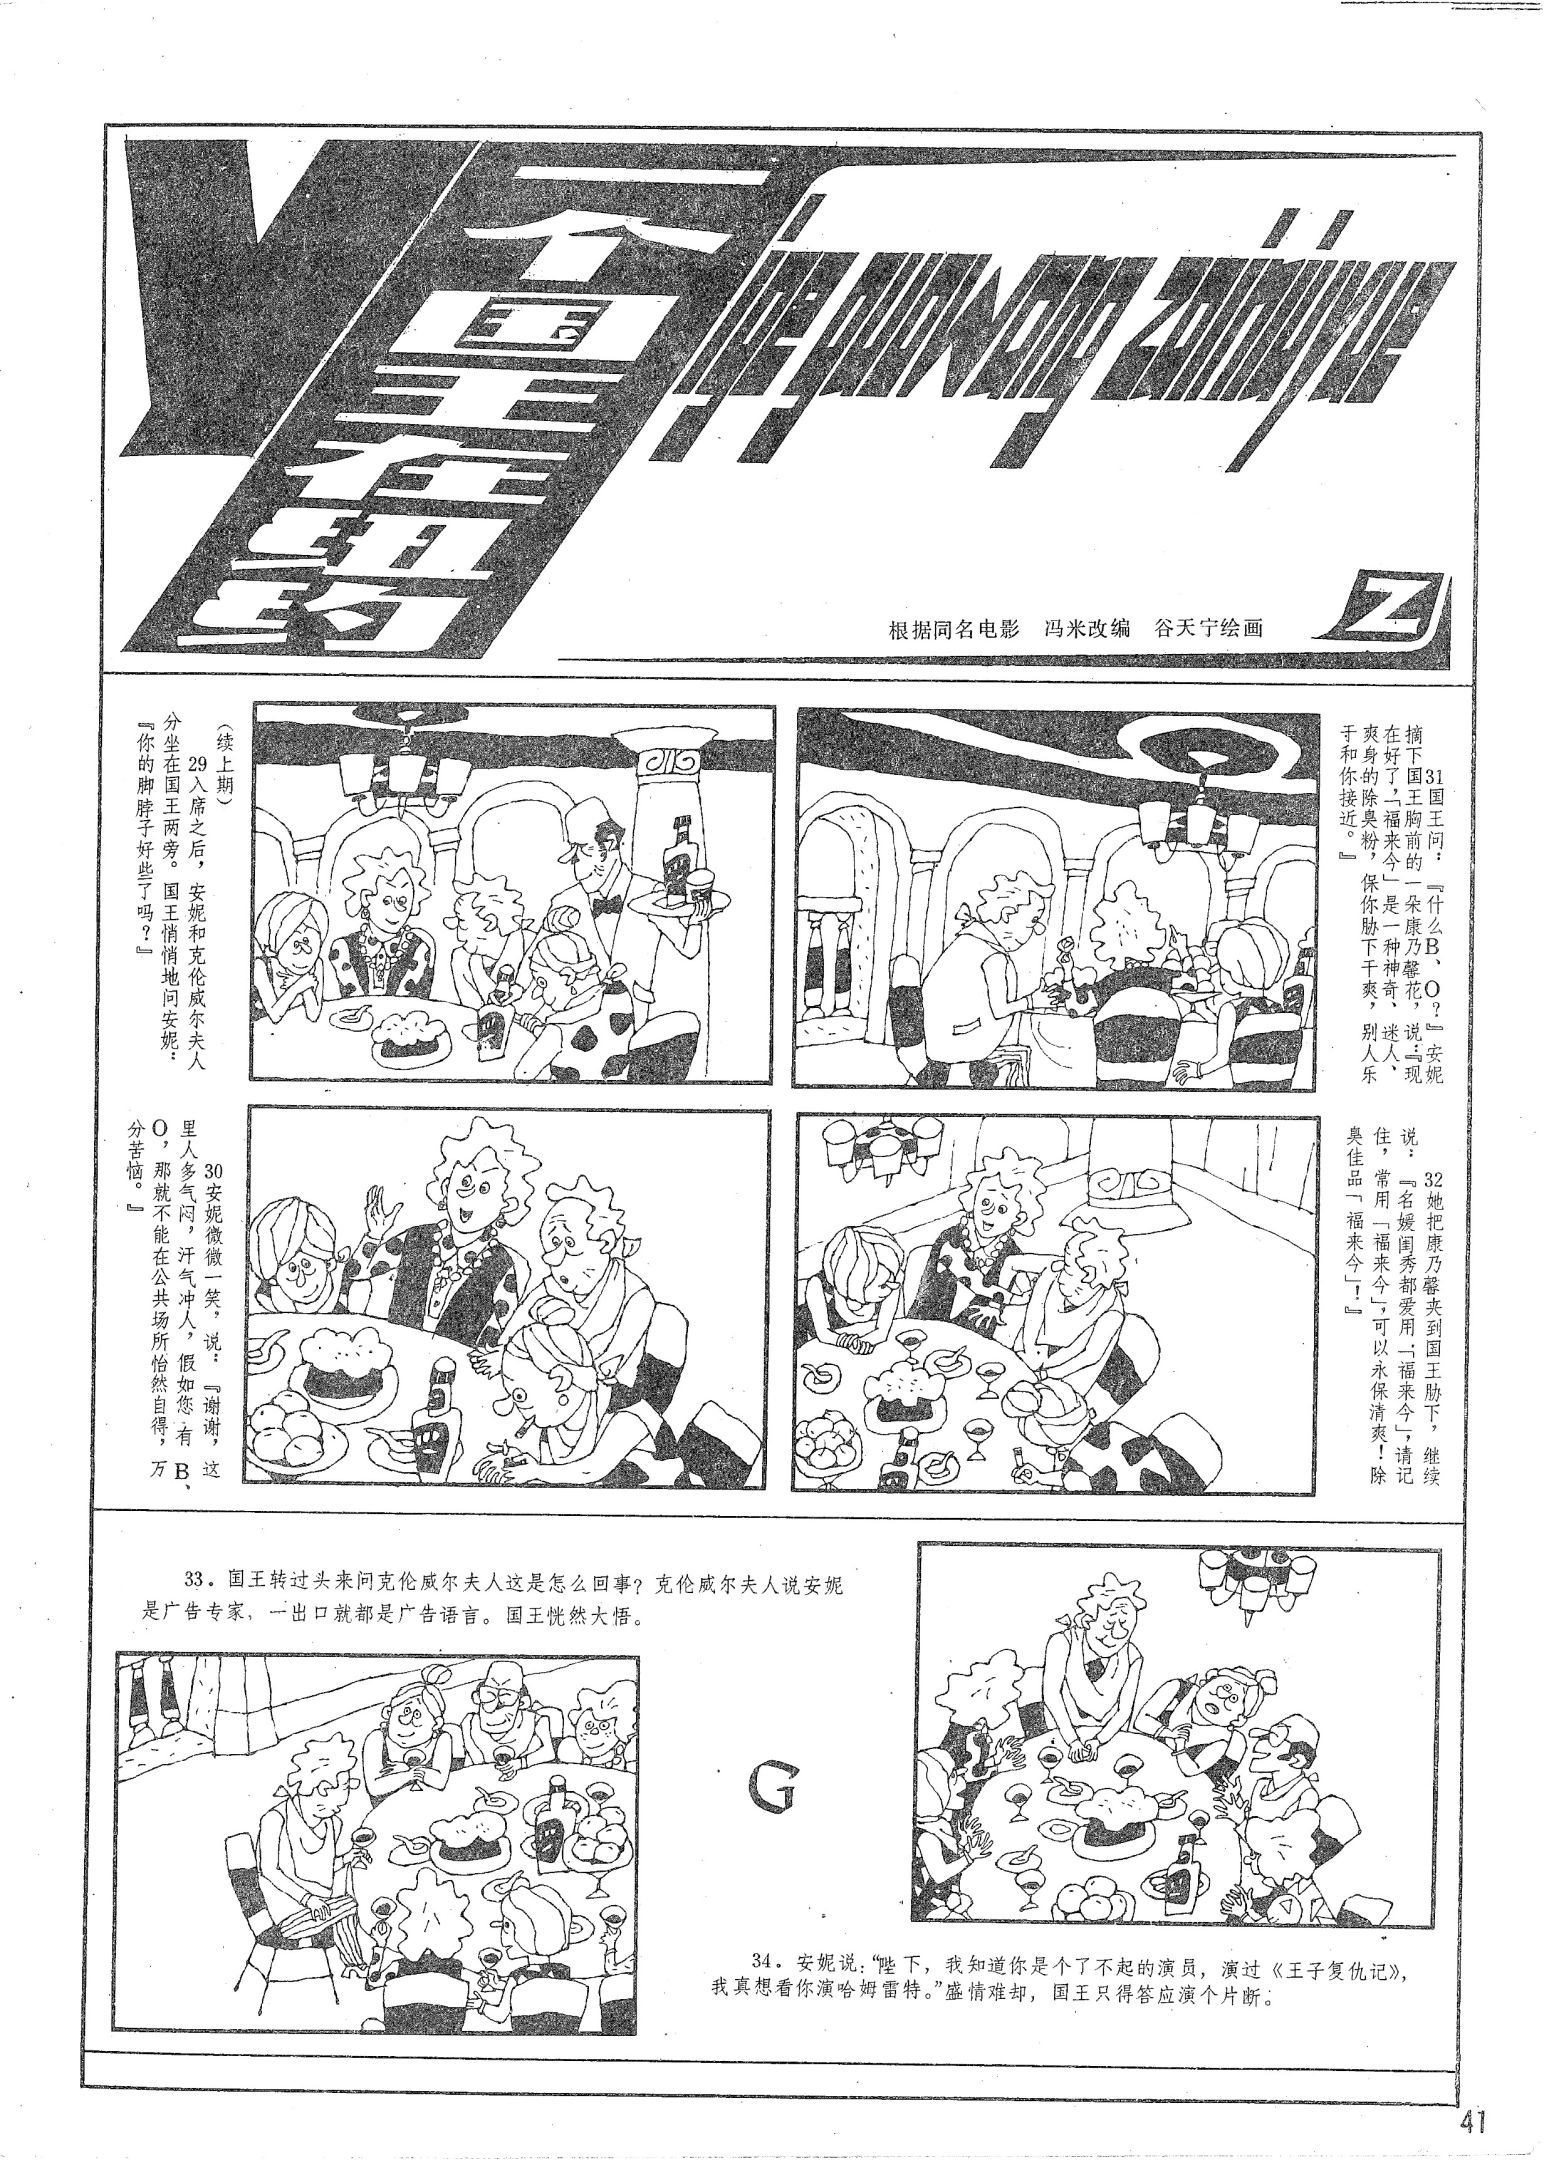 一个国王在纽约
Yige guowang zainiyue
根据同名电影　冯米改编　谷天宁绘画
Z
（续上期）
29入席之后，安妮和克伦威尔夫人
分坐在国王两旁。国王悄悄地问安妮：
『你的脚脖子好些了吗？』
30安妮微微一笑，说：『谢谢，这
里人多气闷，汗气冲人，假如您有B、
O，那就不能在公共场所怡然自得，万
分苦恼。』
31国王问：『什么B、O？』安妮
摘下国王胸前的一朵康乃馨花，说：『现
在好了，「福来今」是一种神奇、迷人、
爽身的除臭粉，保你胁下干爽，别人乐
于和你接近。』
32她把康乃馨夹到国王胁下，继续
说：『名媛闺秀都爱用「福来今」，请记
住，常用「福来今」，可以永保清爽！除
臭佳品「福来今」！』
33。国王转过头来问克伦威尔夫人这是怎么回事？克伦威尔夫人说安妮
是广告专家，一出口就都是广告语言。国王恍然大悟。
G
34。安妮说：“陛下，我知道你是个了不起的演员，演过《王子复仇记》，
我真想看你演哈姆雷特。”盛情难却，国王只得答应演个片断。
41